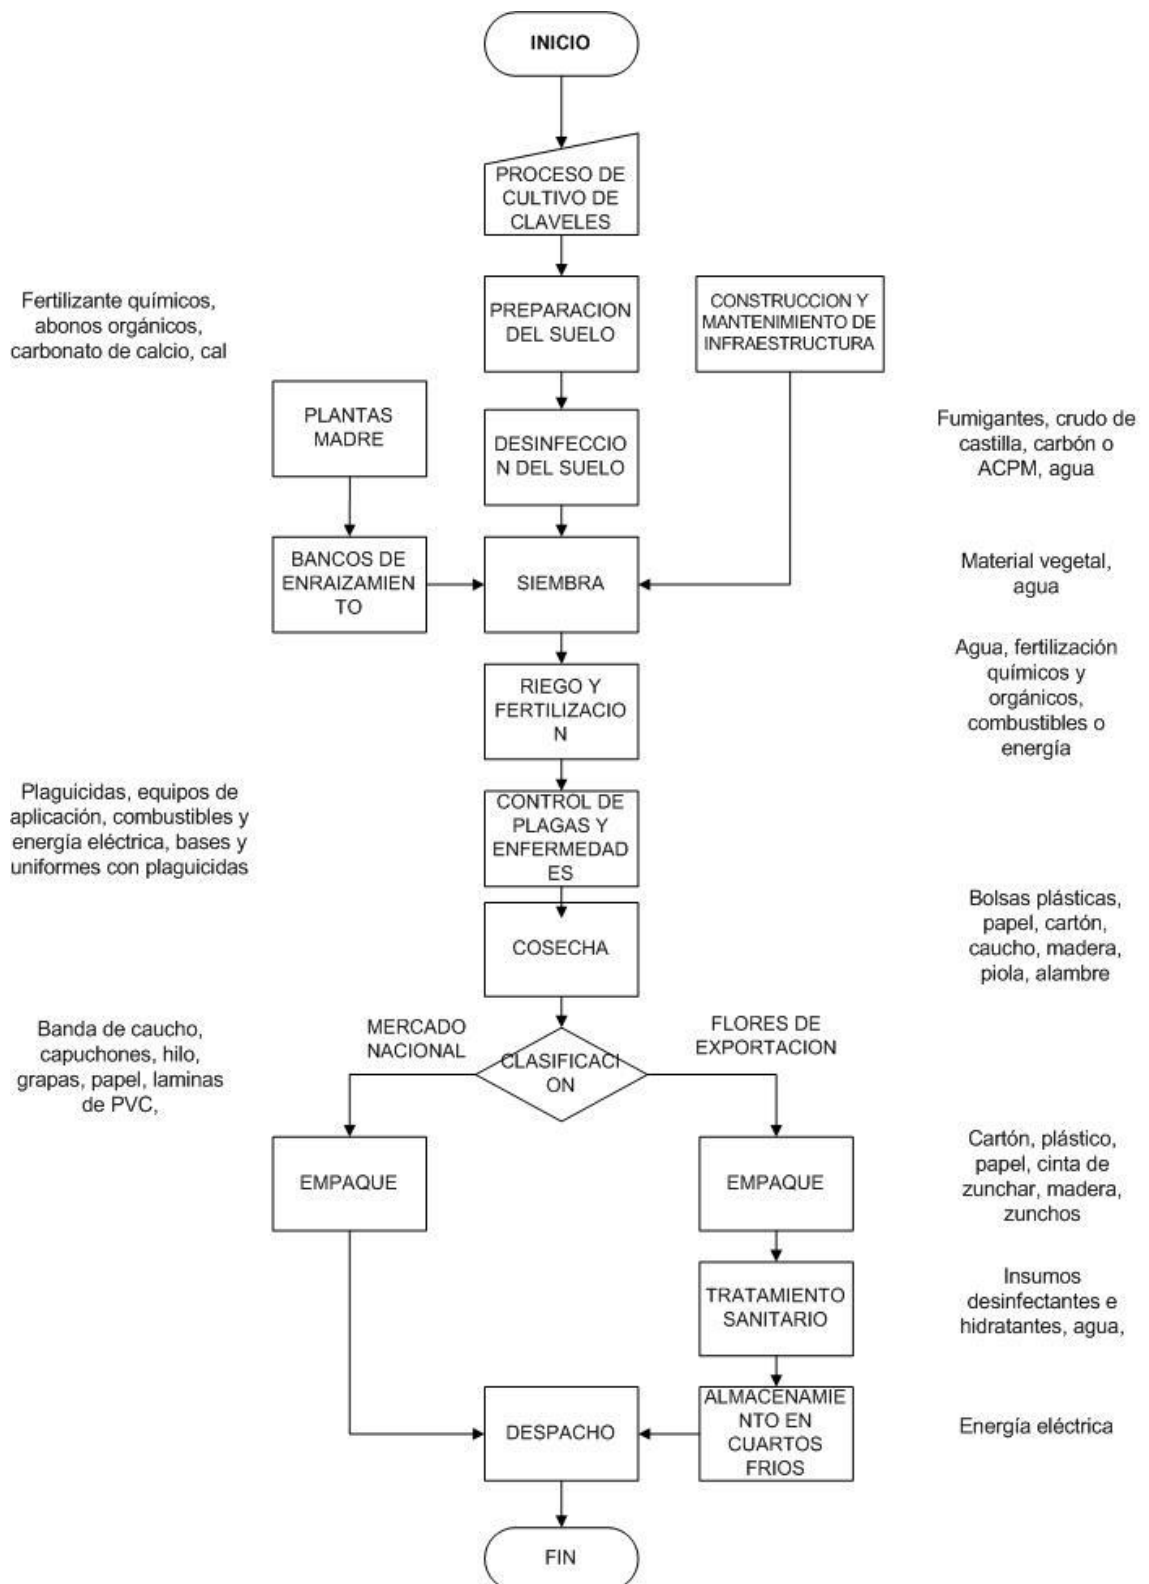 INICIO
PROCESO DE
CULTIVO DE
CLAVELES
Fertilizante químicos,
abonos orgánicos,
carbonato de calcio, cal
PREPARACION
DEL SUELO
CONSTRUCCION Y
MANTENIMIENTO DE
INFRAESTRUCTURA
PLANTAS
MADRE
DESINFECCIO
N DEL SUELO
Fumigantes, crudo de
castilla, carbón o
ACPM, agua
BANCOS DE
ENRAIZAMIE
NTO
SIEMBRA
Material vegetal,
agua
RIEGO Y
FERTILIZACIO
N
Agua, fertilización
químicos y
orgánicos,
combustibles o
energía
Plaguicidas, equipos de
aplicación, combustibles y
energía eléctrica, bases y
uniformes con plaguicidas
CONTROL DE
PLAGAS Y
ENFERMEDAD
ES
COSECHA
Bolsas plásticas,
papel, cartón,
caucho, madera,
piola, alambre
Banda de caucho,
capuchones, hilo,
grapas, papel, laminas
de PVC,
MERCADO
NACIONAL
CLASIFICACI
ON
FLORES DE
EXPORTACION
EMPAQUE
EMPAQUE
Cartón, plástico,
papel, cinta de
zunchar, madera,
zunchos
TRATAMIENTO
SANITARIO
Insumos
desinfectantes e
hidratantes, agua,
DESPACHO
ALMACENAMIE
NTO EN
CUARTOS
FRIOS
Energía eléctrica
FIN